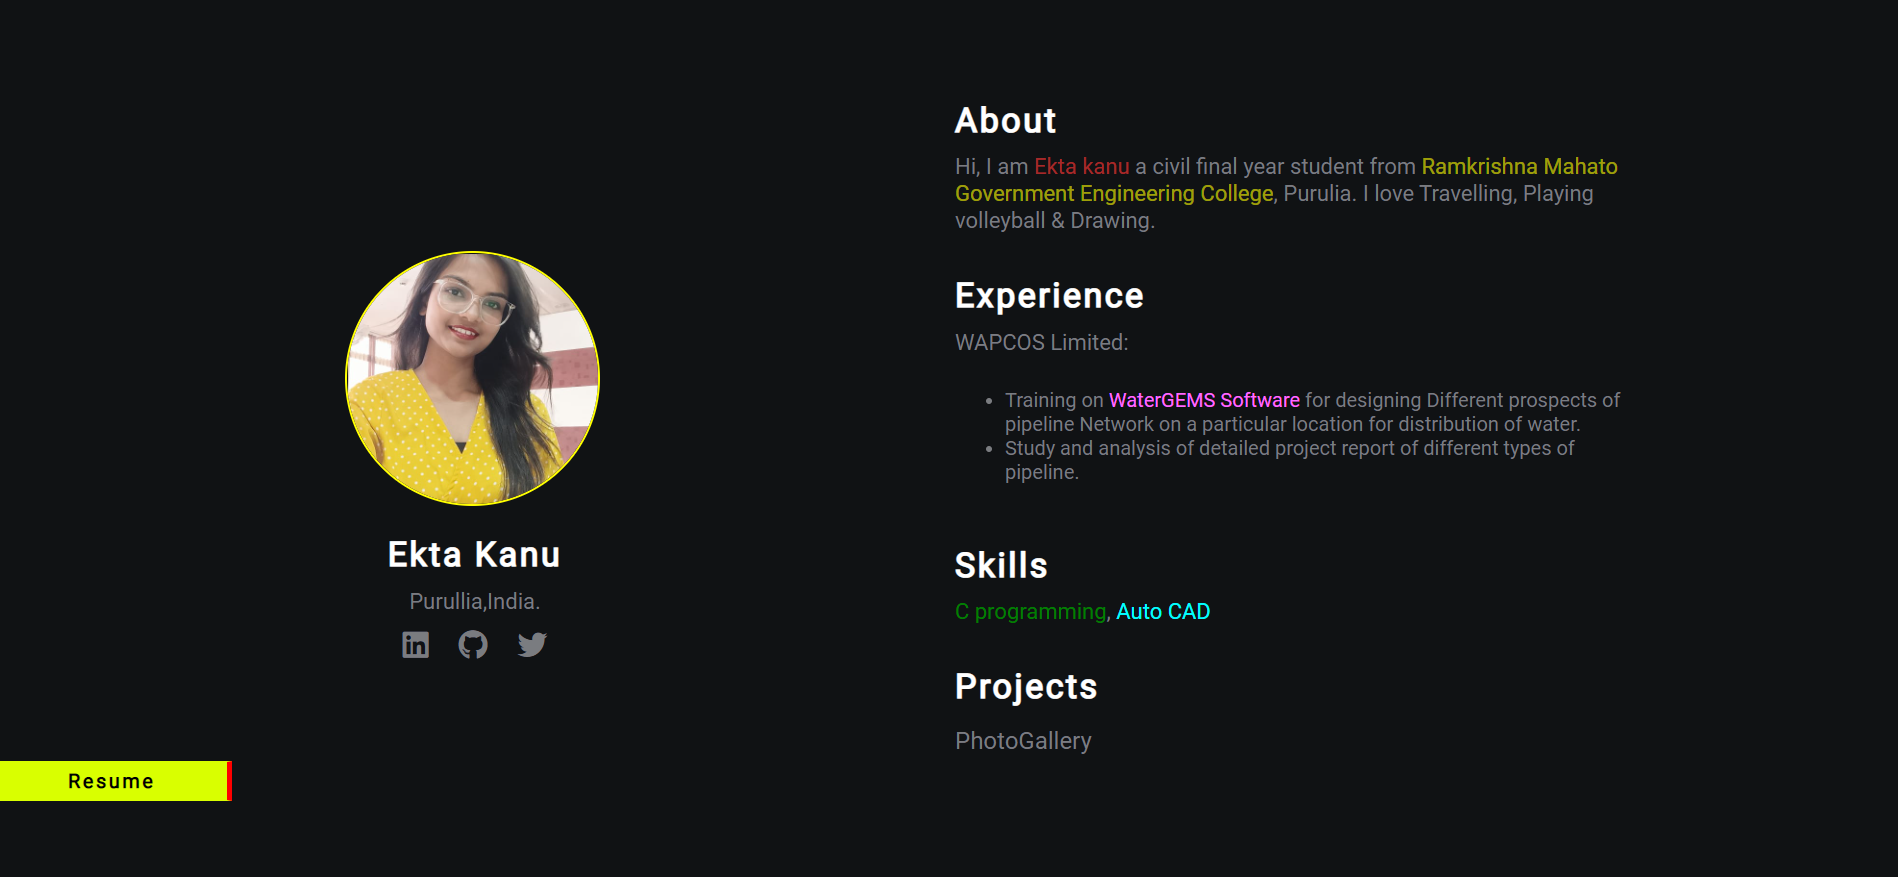 About
Hi, I am Ekta kanu a civil final year student from Ramkrishna Mahato
Government Engineering College, Purulia. I love Travelling, Playing
volleyball & Drawing.
Experience
WAPCOS Limited:
Training on WaterGEMS Software for designing Different prospects of
pipeline Network on a particular location for distribution of water.
Study and analysis of detailed project report of different types of
pipeline.
Skills
C programming, Auto CAD
Projects
PhotoGallery
Ekta Kanu
Purullia,India.
in
Resume